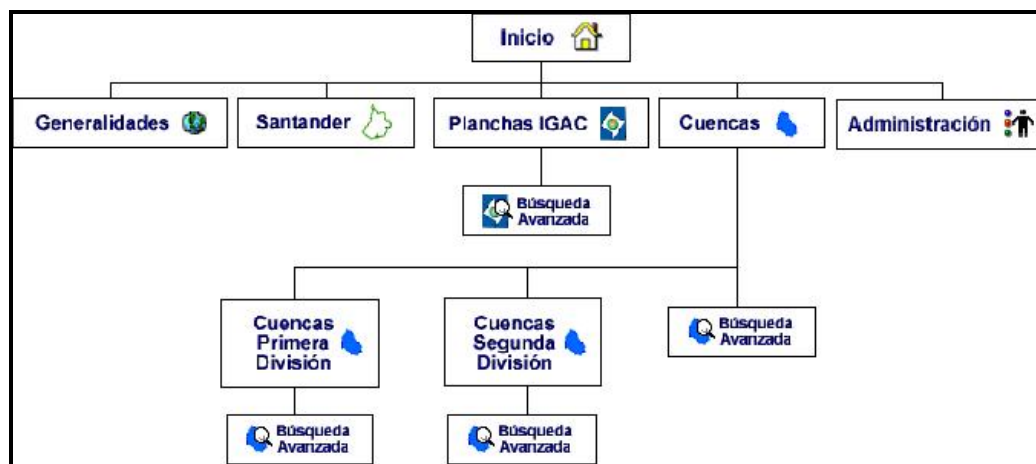 Inicio
Generalidades
Santander
Planchas IGAC
Cuencas
Administración
Búsqueda
Avanzada
Cuencas
Primera
División
Cuencas
Segunda
División
Búsqueda
Avanzada
Búsqueda
Avanzada
Búsqueda
Avanzada